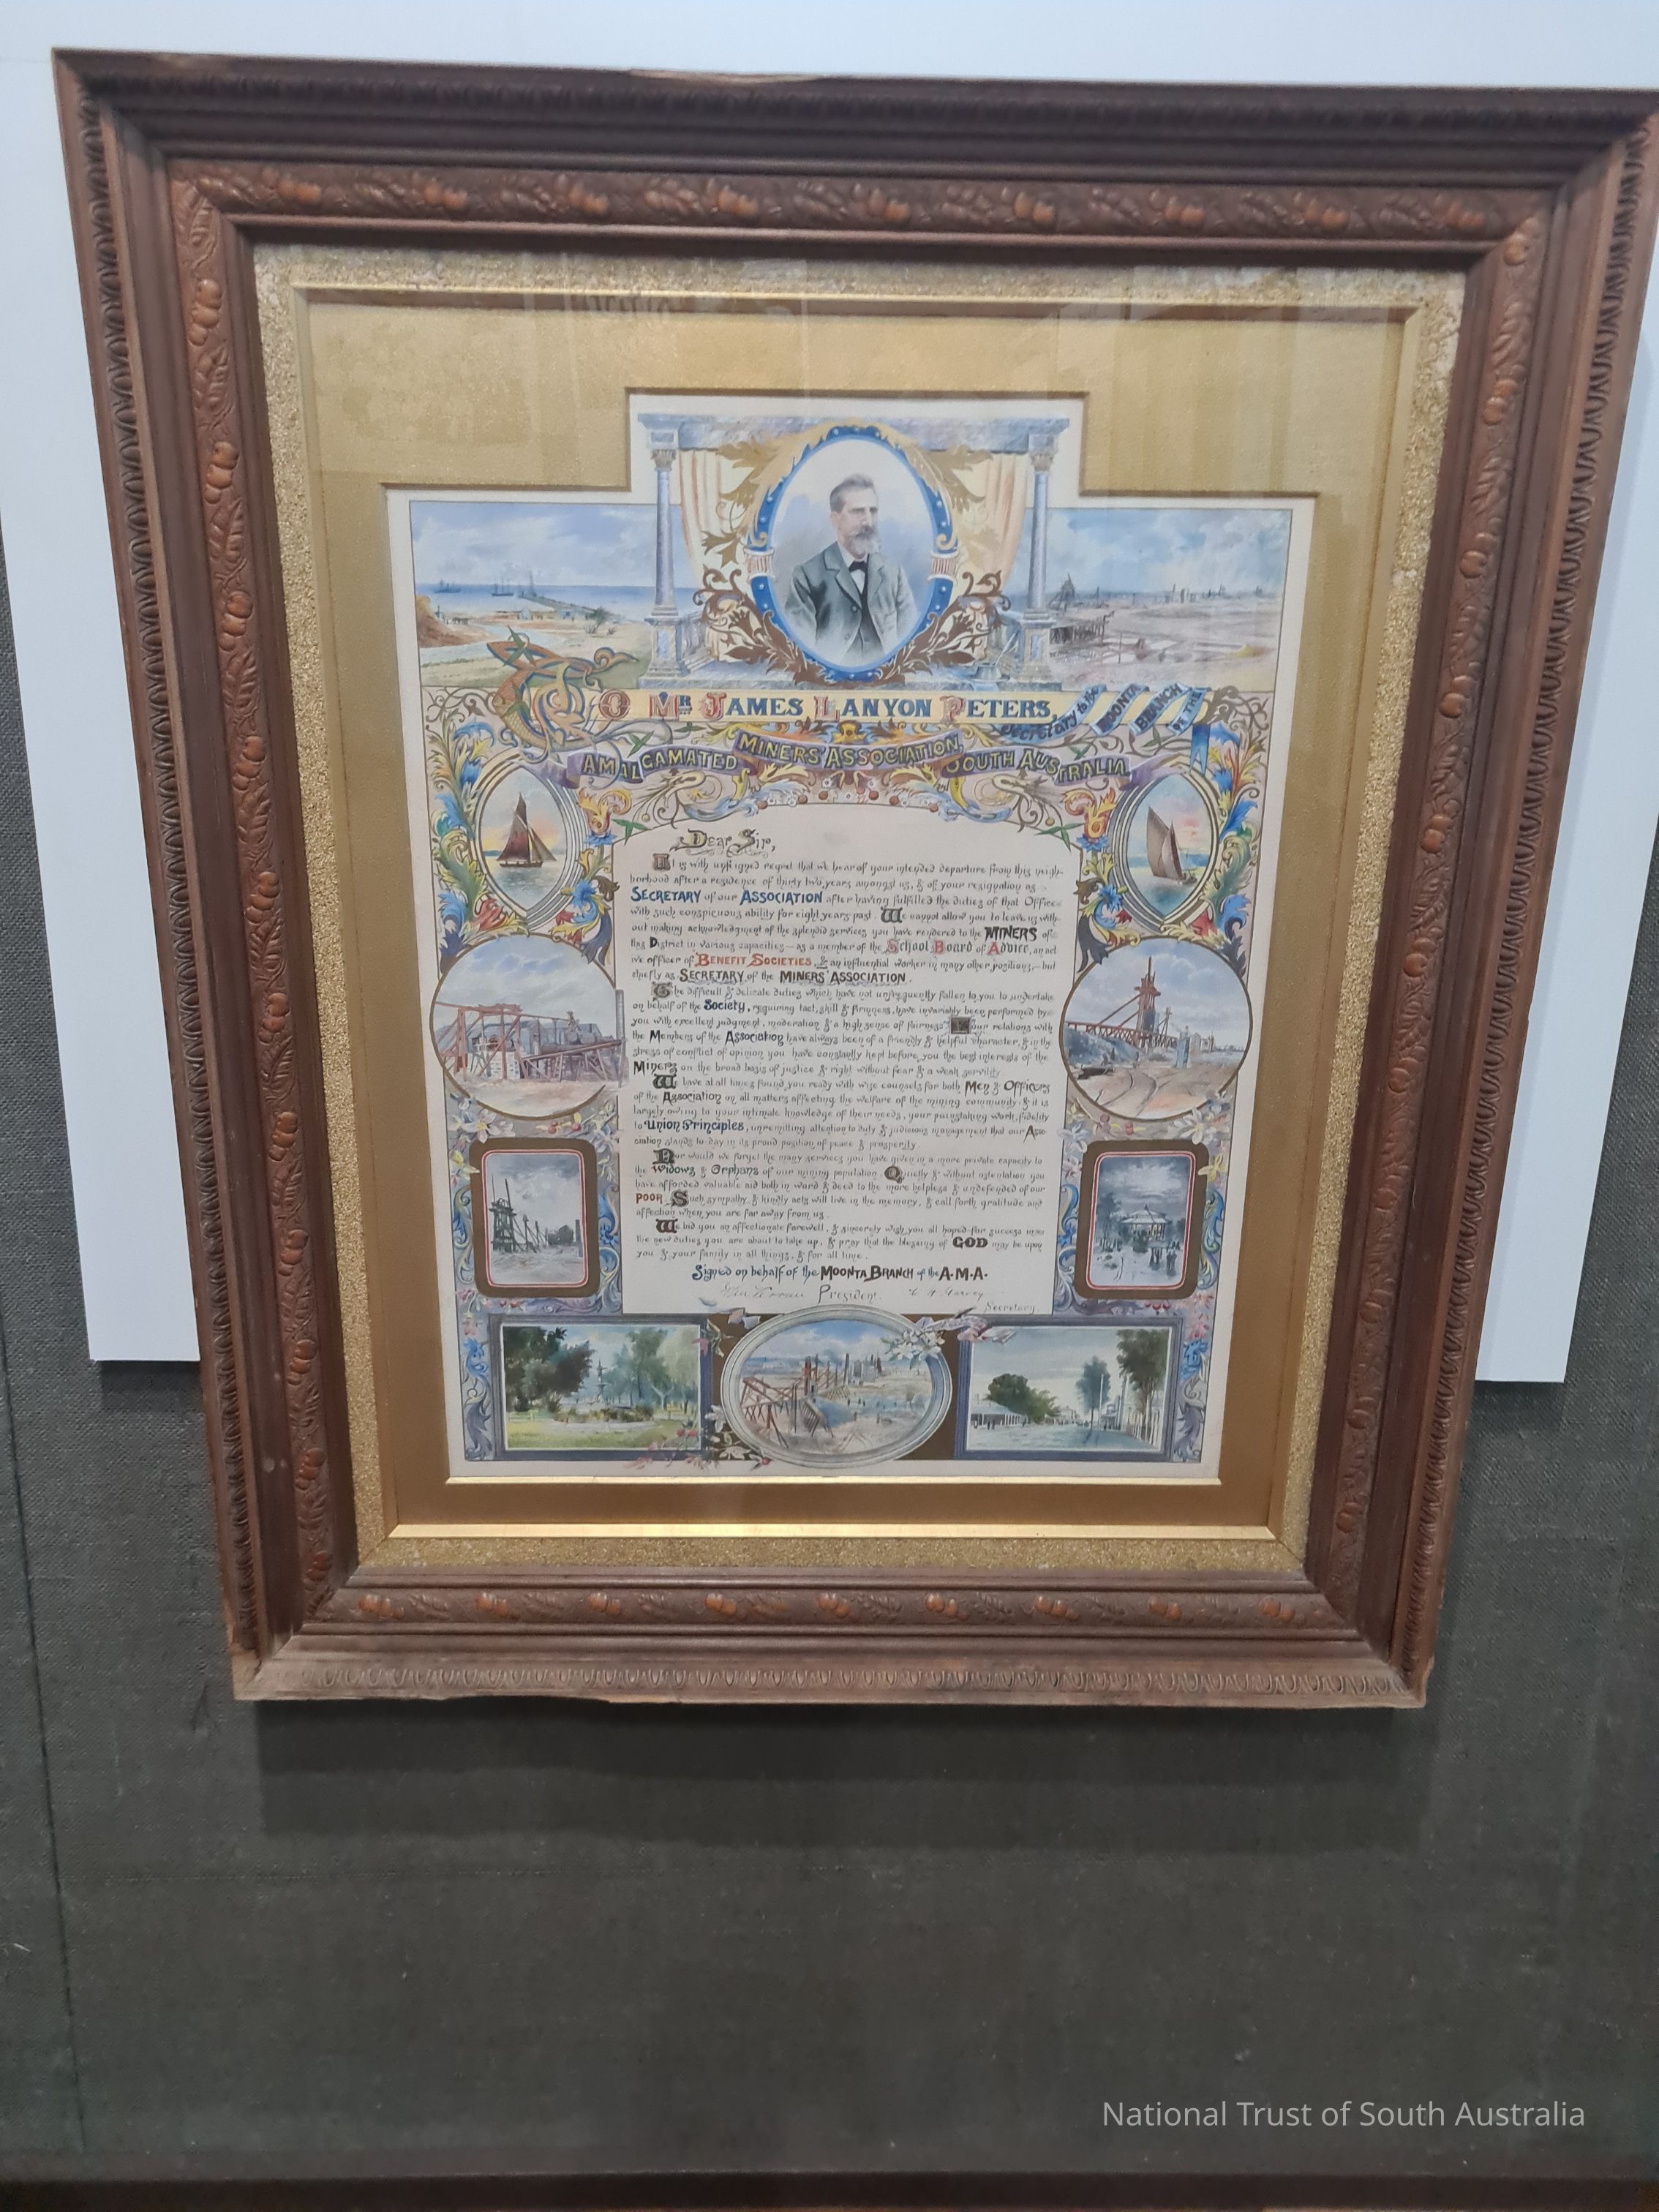 TO MR JAMES LANYON PETERS,
Secretary to the MOONTA BRANCH OF THE
AMALGAMATED MINERS' ASSOCIATION, SOUTH AUSTRALIA
Dear Sir,
It is with unfeigned regret that we hear of your intended departure from this neigh-
borhood after a residence of thirty two years amongst us, & of your resignation as
SECRETARY of our ASSOCIATION after having fulfilled the duties of that Office
with such conspicuous ability for eight years past. We cannot allow you to leave us with-
out making acknowledgment of the splendid services you have rendered to the MINERS of
this District in various capacities—as a member of the School Board of Advice, an act-
ive officer of BENEFIT SOCIETIES, & an influential worker in many other positions,—but
chiefly as SECRETARY of the MINERS' ASSOCIATION.
The difficult & delicate duties which have not unfrequently fallen to you to undertake
on behalf of the Society, requiring tact, skill & firmness, have invariably been performed by
you with excellent judgment, moderation & a high sense of fairness. Your relations with
the Members of the Association have always been of a friendly & helpful character, & in the
stress of conflict of opinion you have constantly kept before you the best interests of the
Miners on the broad basis of justice & right without fear & a weak servility.
We have at all times found you ready with wise counsels for both Men & Officers
of the Association on all matters affecting the welfare of the mining community & it is
largely owing to your intimate knowledge of their needs, your painstaking work, fidelity
to Union Principles, unremitting attention to duty & judicious management that our Asso-
ciation stands to-day in its proud position of peace & prosperity.
Nor would we forget the many services you have given in a more private capacity to
the Widows & Orphans of our mining population. Quietly & without ostentation you
have afforded valuable aid both in word & deed to the more helpless & undefended of our
POOR. Such sympathy & kindly acts will live in the memory, & call forth gratitude and
affection when you are far away from us.
We bid you an affectionate farewell, & sincerely wish you all hoped-for success in
the new duties you are about to take up, & pray that the blessing of GOD may be upon
you & your family in all things, & for all time.
Signed on behalf of the MOONTA BRANCH of the A.M.A.
President.
Secretary
National Trust of South Australia